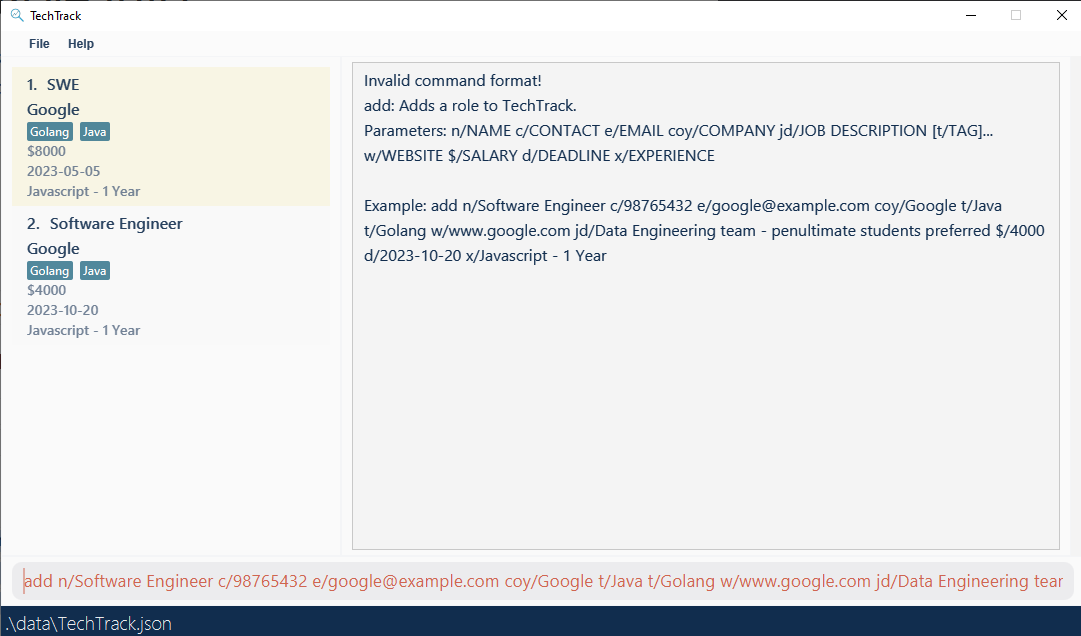 TechTrack
File Help
1. SWE
Google
Golang Java
$8000
2023-05-05
Javascript - 1 Year
2. Software Engineer
Google
Golang Java
$4000
2023-10-20
Javascript - 1 Year
Invalid command format!
add: Adds a role to TechTrack.
Parameters: n/NAME c/CONTACT e/EMAIL coy/COMPANY jd/JOB DESCRIPTION [t/TAG]...
w/WEBSITE $/SALARY d/DEADLINE x/EXPERIENCE
Example: add n/Software Engineer c/98765432 e/google@example.com coy/Google t/Java
t/Golang w/www.google.com jd/Data Engineering team - penultimate students preferred $/4000
d/2023-10-20 x/Javascript - 1 Year
add n/Software Engineer c/98765432 e/google@example.com coy/Google t/Java t/Golang w/www.google.com jd/Data Engineering
.\data\TechTrack.json